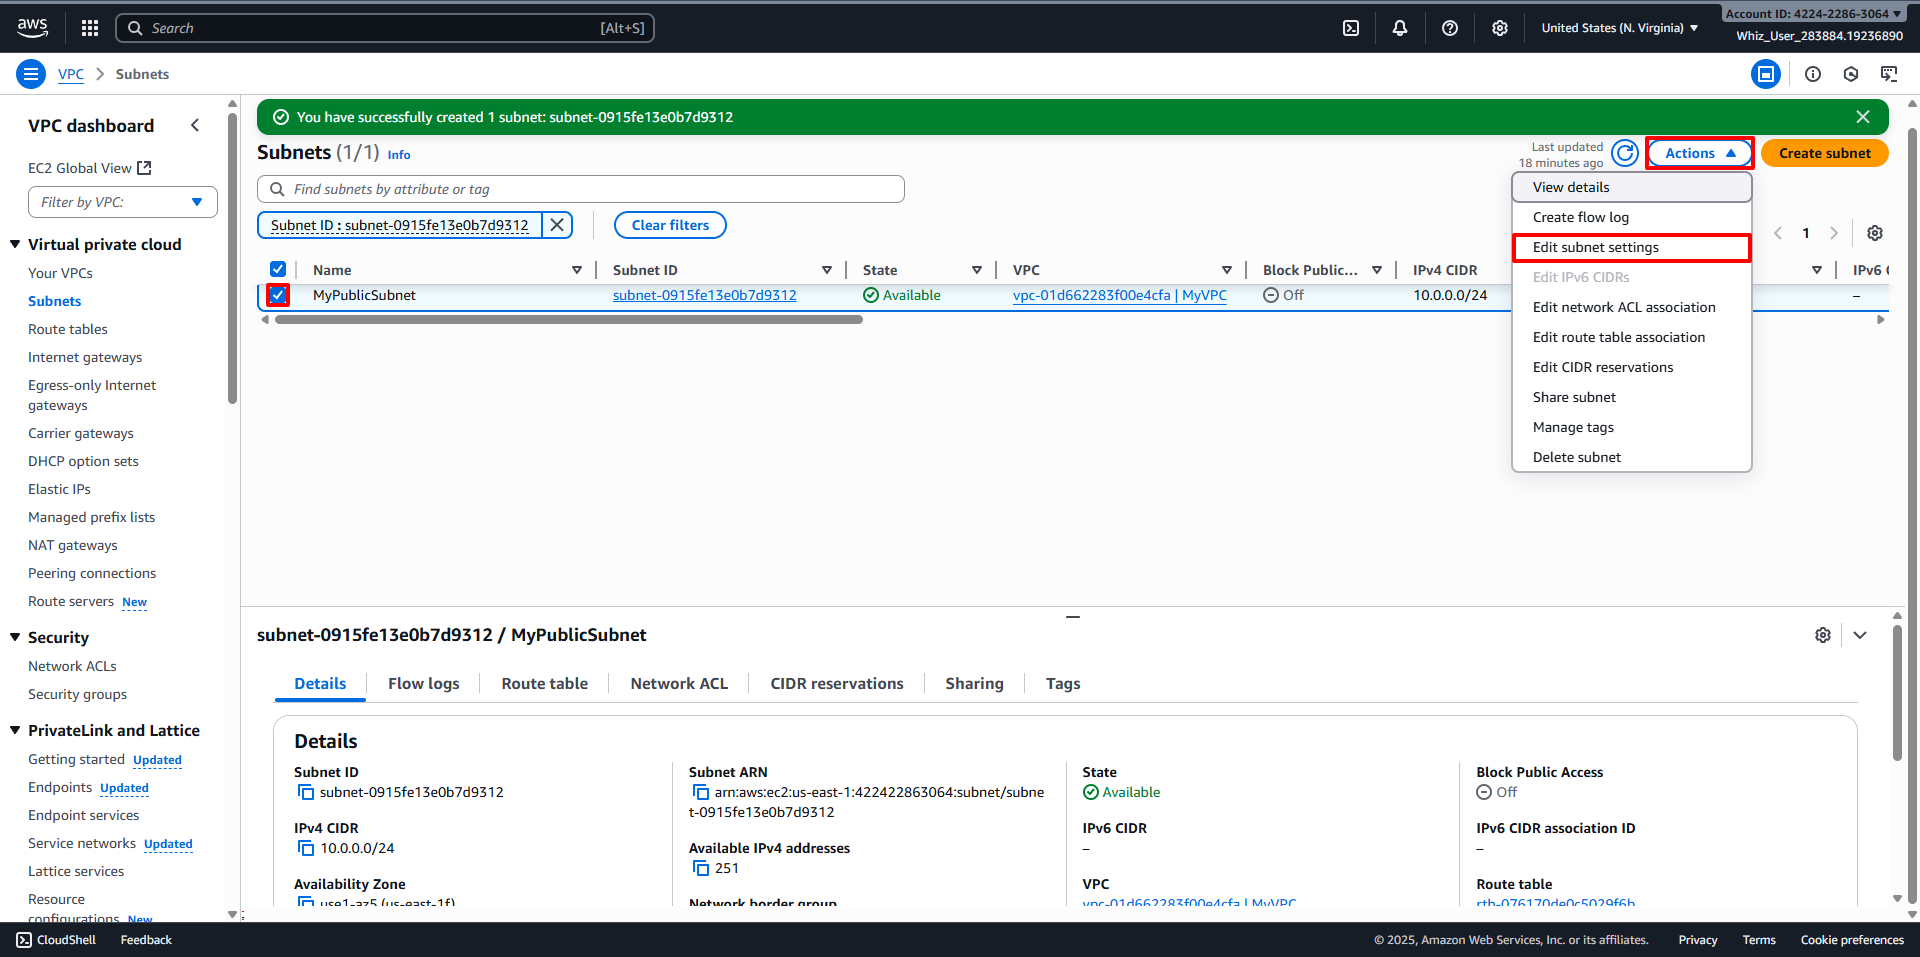 aws
Search [Alt+S]
United States (N. Virginia)
Account ID: 4224-2286-3064
Whiz_User_283884.19236890
VPC
Subnets
VPC dashboard
EC2 Global View
Filter by VPC:
Virtual private cloud
Your VPCs
Subnets
Route tables
Internet gateways
Egress-only Internet
gateways
Carrier gateways
DHCP option sets
Elastic IPs
Managed prefix lists
NAT gateways
Peering connections
Route servers New
Security
Network ACLs
Security groups
PrivateLink and Lattice
Getting started Updated
Endpoints Updated
Endpoint services
Service networks Updated
Lattice services
Resource
configurations New
You have successfully created 1 subnet: subnet-0915fe13e0b7d9312
Subnets (1/1) Info
Last updated
18 minutes ago
Actions
Create subnet
Find subnets by attribute or tag
Subnet ID : subnet-0915fe13e0b7d9312
Clear filters
1
Name Subnet ID State VPC Block Public... IPv4 CIDR IPv6 C
MyPublicSubnet subnet-0915fe13e0b7d9312 Available vpc-01d662283f00e4cfa | MyVPC Off 10.0.0.0/24 –
View details
Create flow log
Edit subnet settings
Edit IPv6 CIDRs
Edit network ACL association
Edit route table association
Edit CIDR reservations
Share subnet
Manage tags
Delete subnet
subnet-0915fe13e0b7d9312 / MyPublicSubnet
Details Flow logs Route table Network ACL CIDR reservations Sharing Tags
Details
Subnet ID
subnet-0915fe13e0b7d9312
IPv4 CIDR
10.0.0.0/24
Availability Zone
use1-az5 (us-east-1f)
Subnet ARN
arn:aws:ec2:us-east-1:422422863064:subnet/subne
t-0915fe13e0b7d9312
Available IPv4 addresses
251
Network border group
State
Available
IPv6 CIDR
–
VPC
vpc-01d662283f00e4cfa | MyVPC
Block Public Access
Off
IPv6 CIDR association ID
–
Route table
rtb-076170de0c5029f6b
CloudShell Feedback
© 2025, Amazon Web Services, Inc. or its affiliates. Privacy Terms Cookie preferences